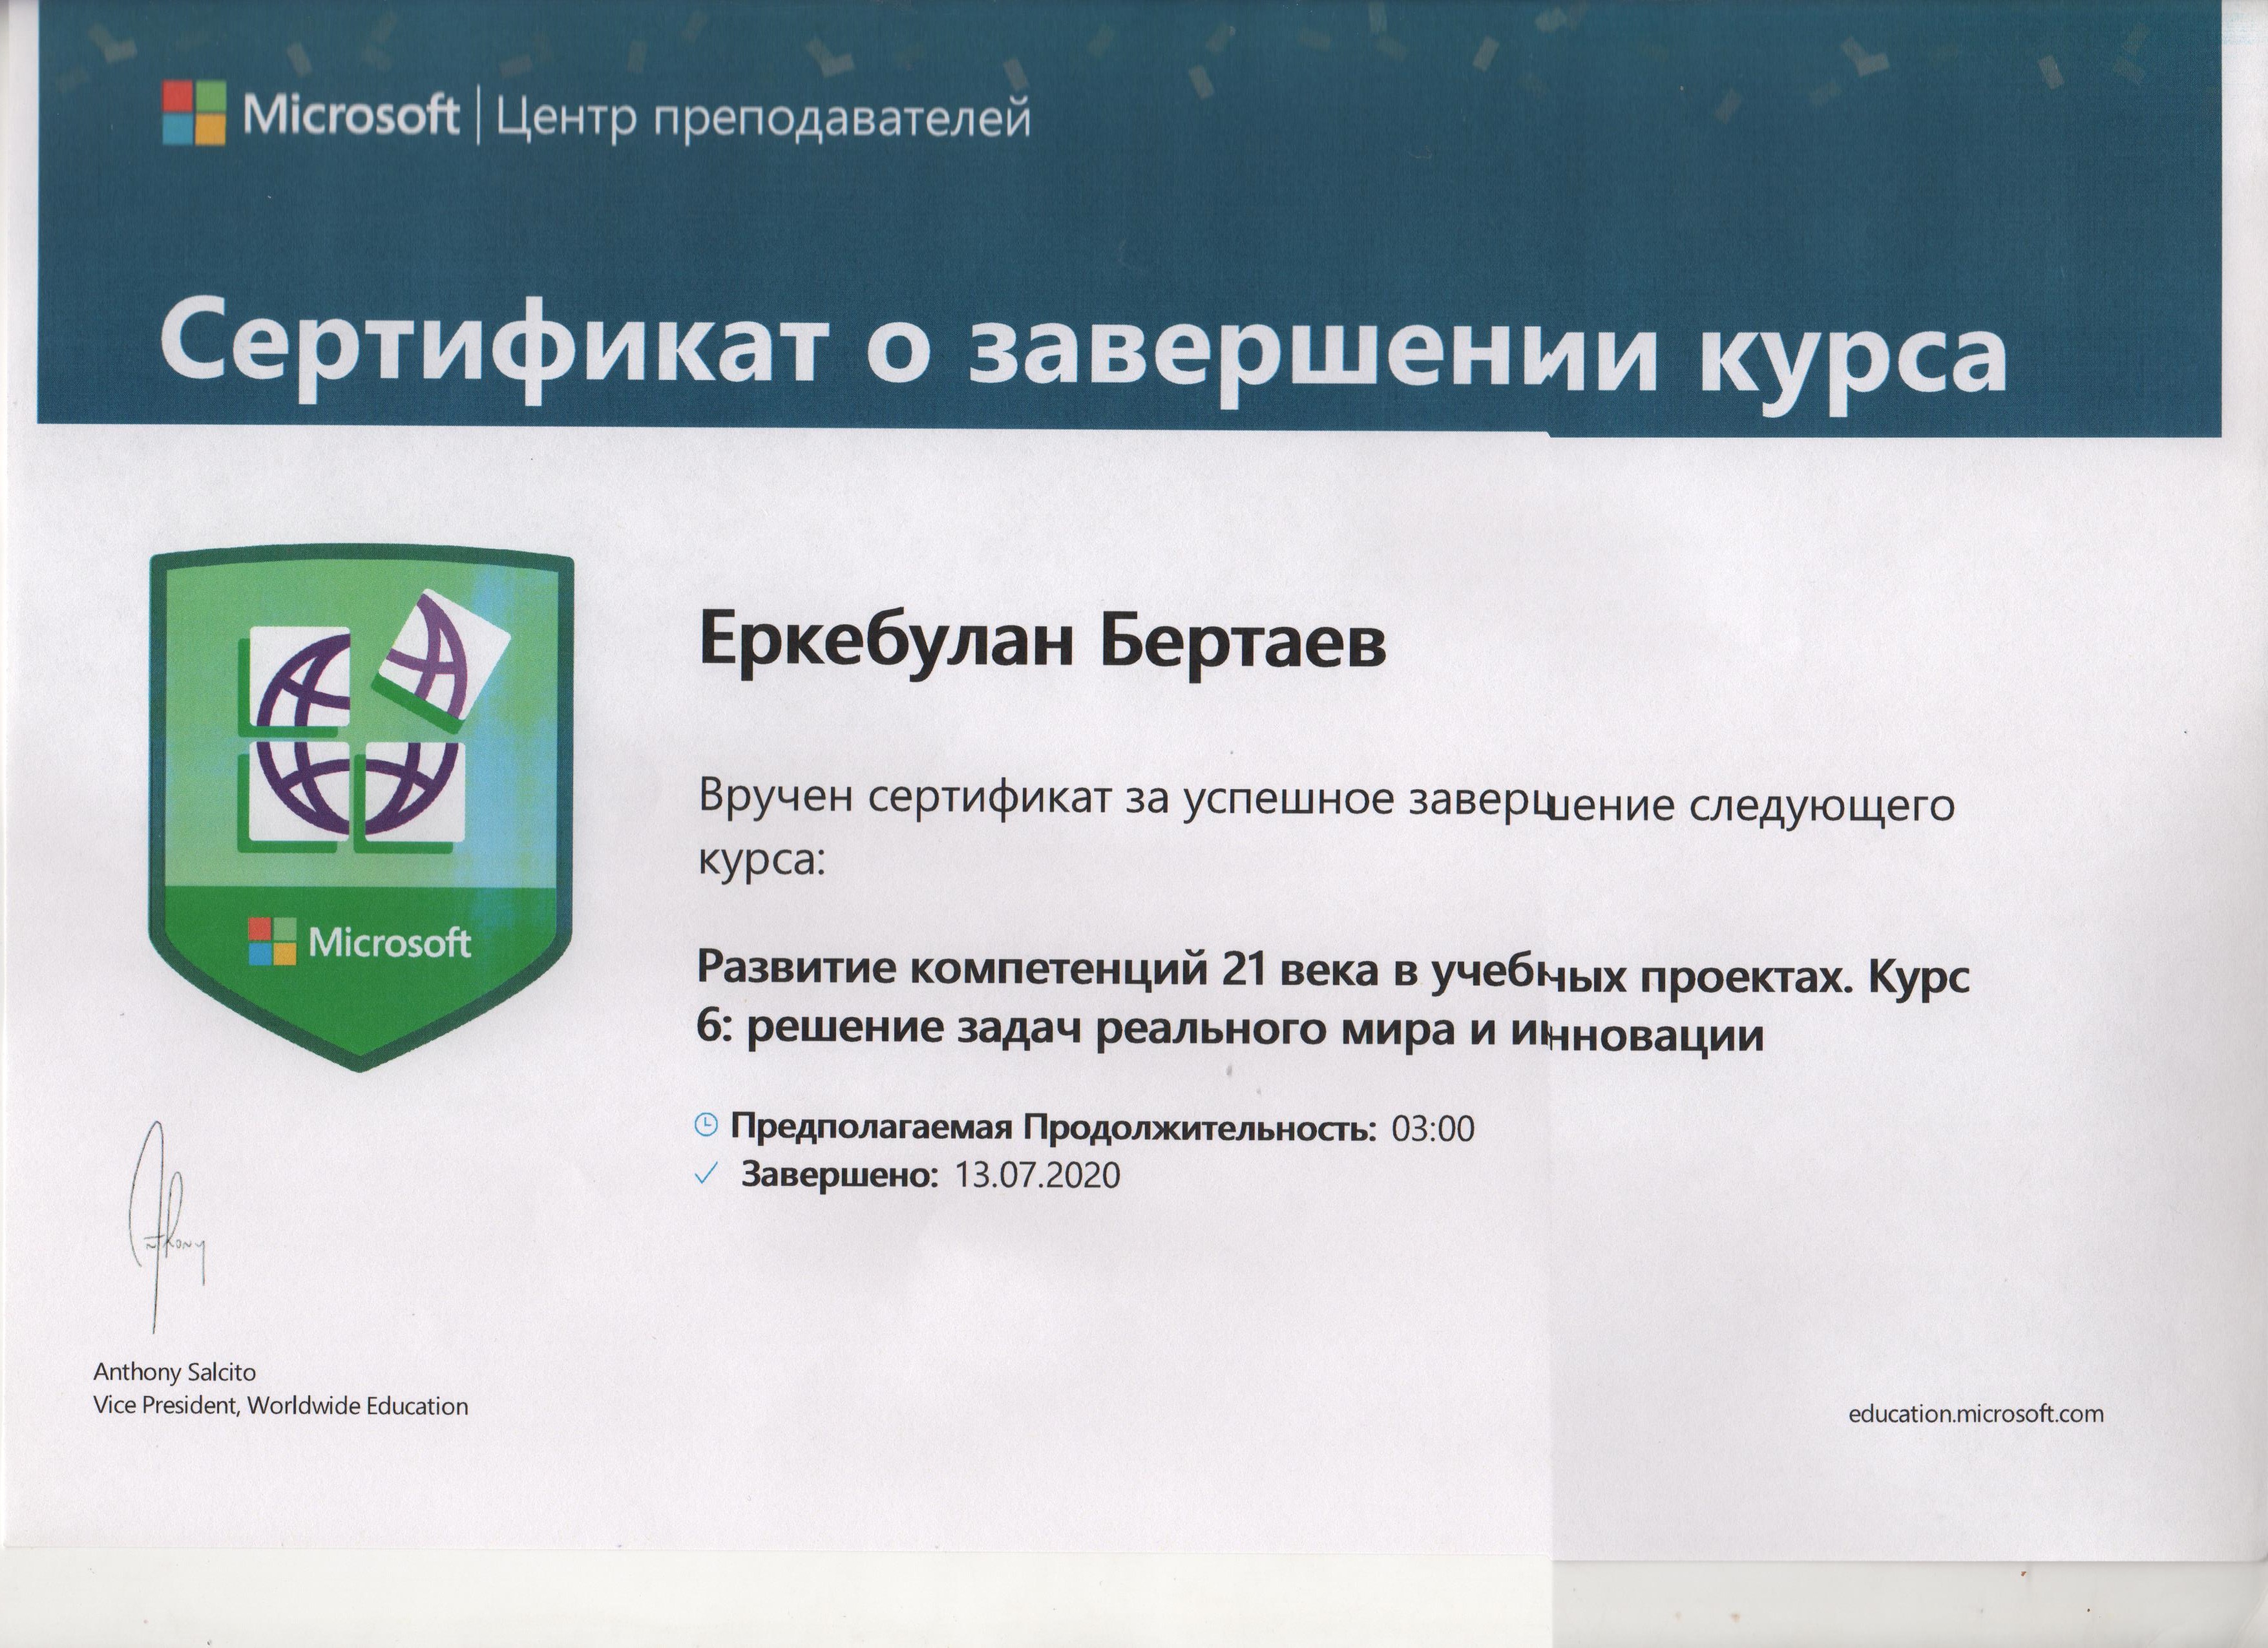 Microsoft | Центр преподавателей
Сертификат о завершении курса
Еркебулан Бертаев
Вручен сертификат за успешное завершение следующего
курса:
Microsoft
Развитие компетенций 21 века в учебных проектах. Курс
6: решение задач реального мира и инновации
Предполагаемая Продолжительность: 03:00
Завершено: 13.07.2020
Anthony
Anthony Salcito
Vice President, Worldwide Education
education.microsoft.com